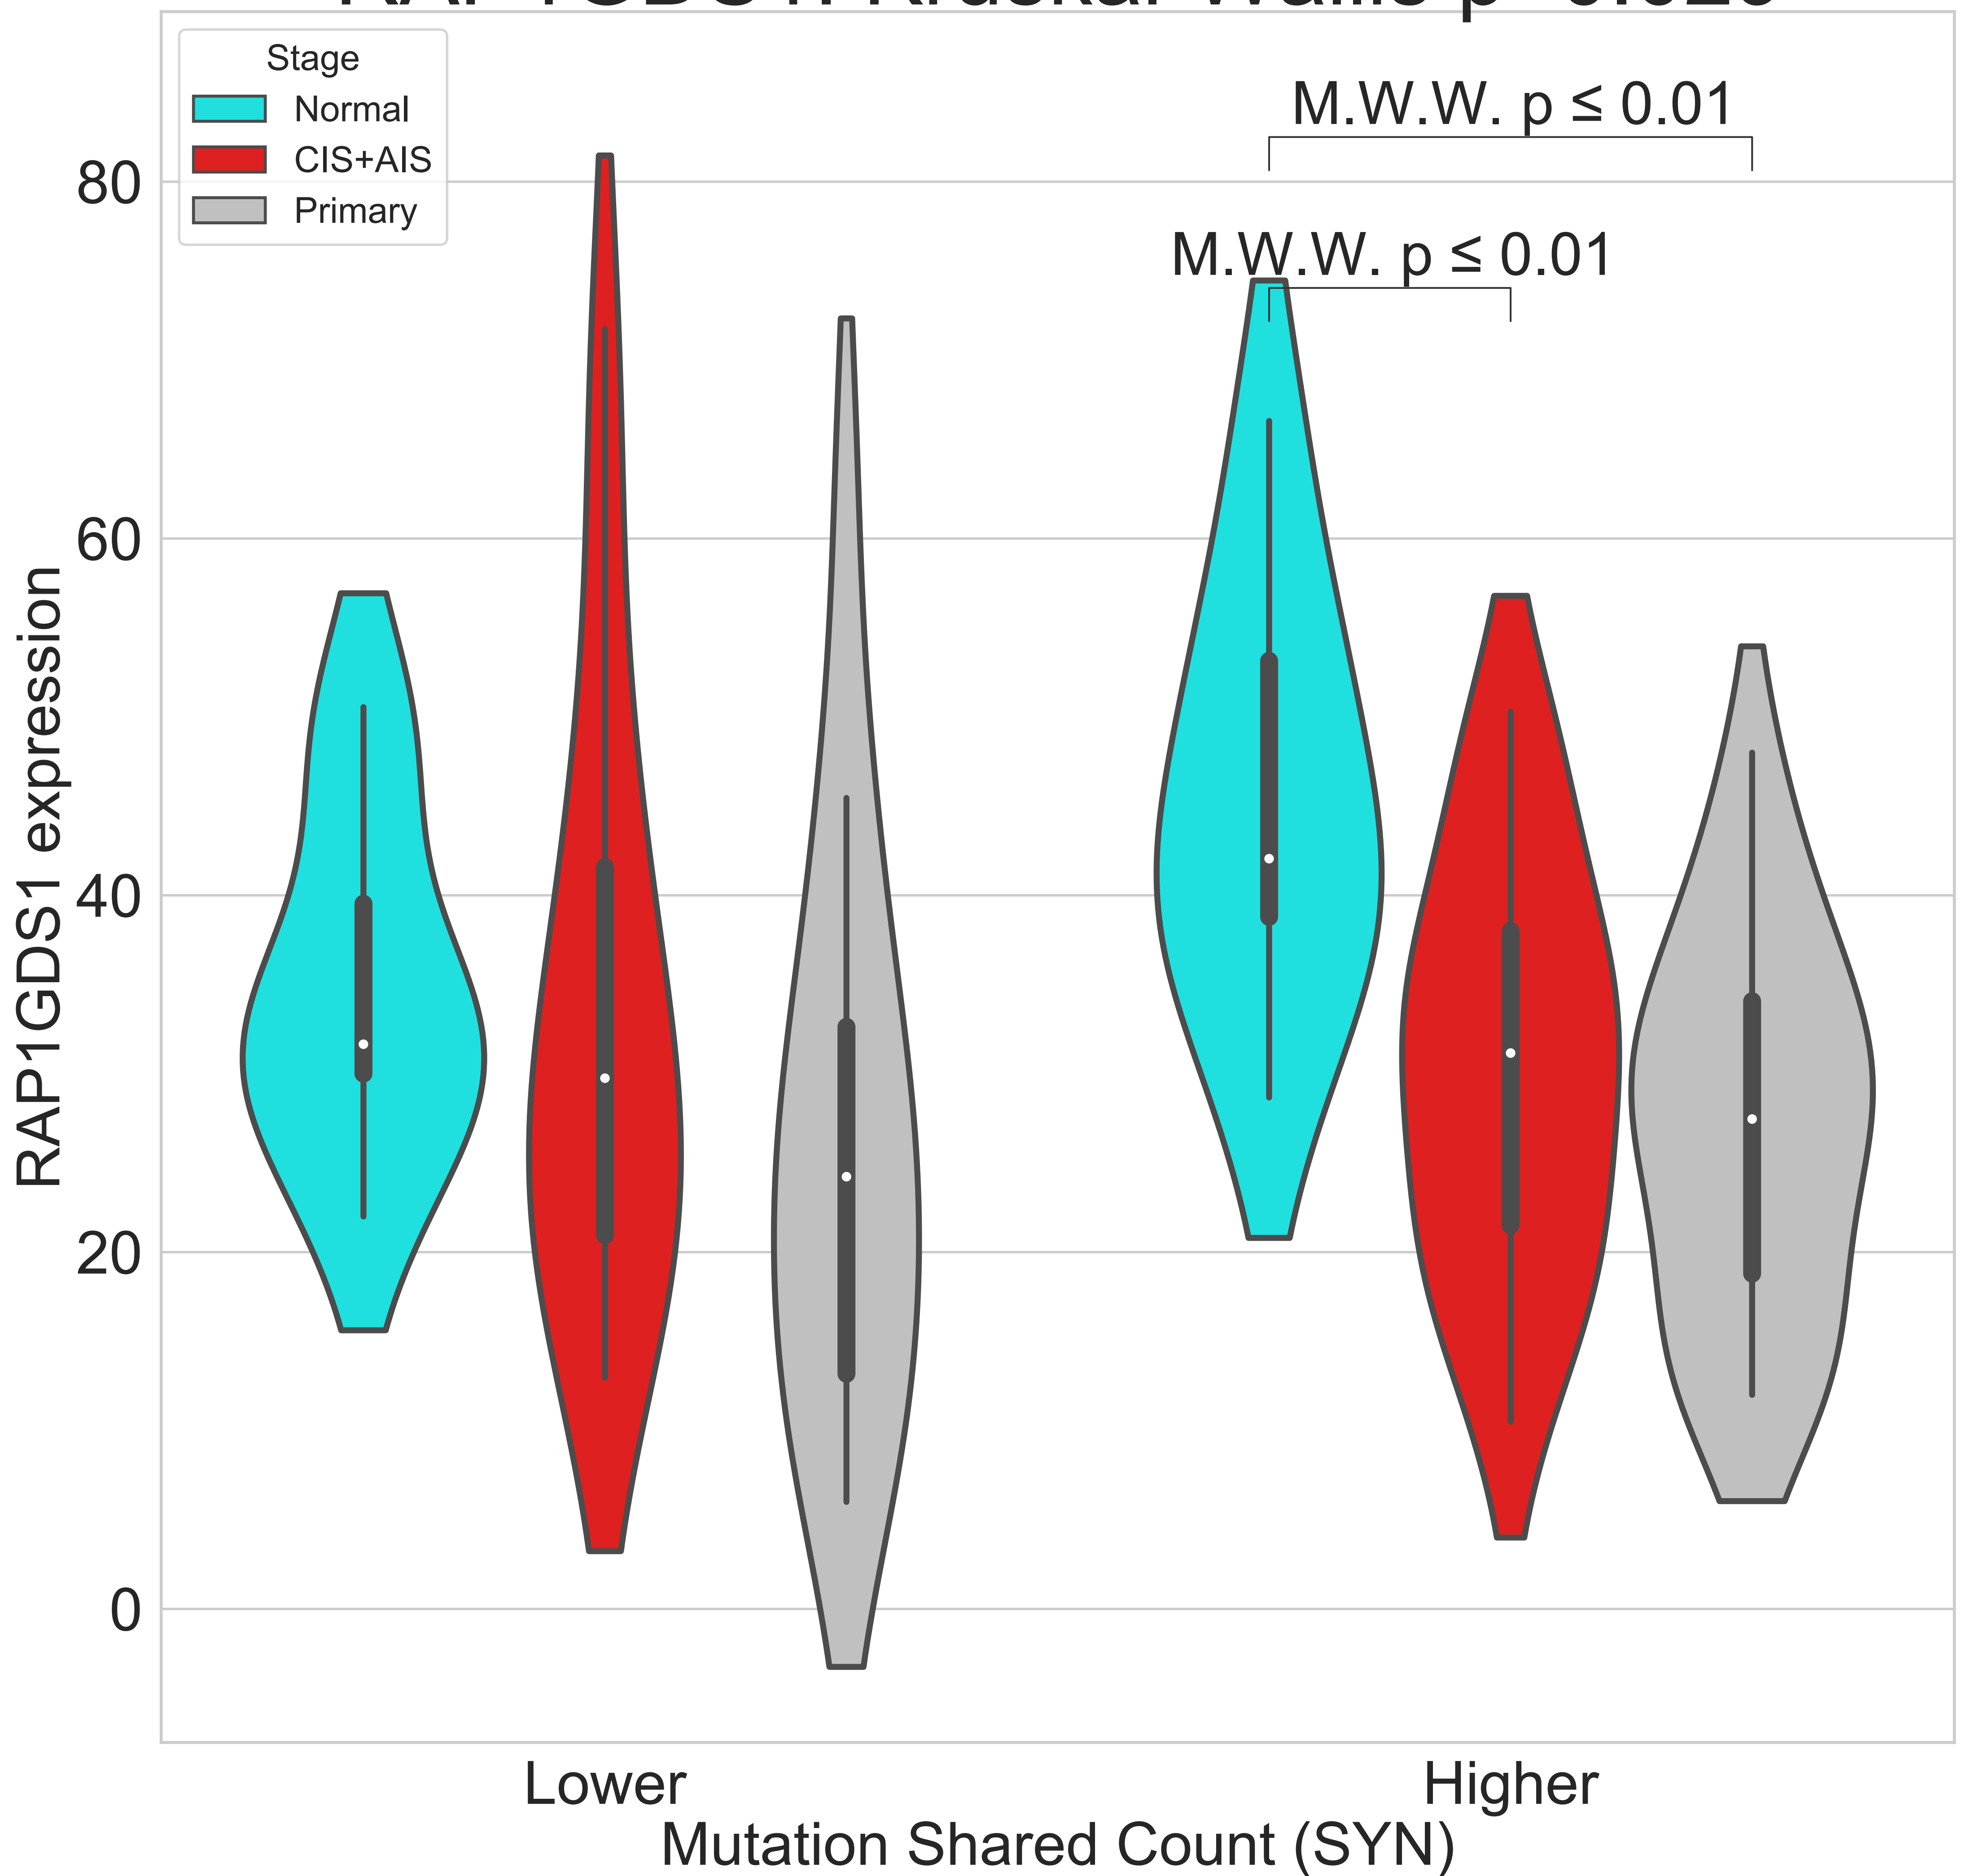 Stage
Normal
CIS+AIS
Primary
M.W.W. p ≤ 0.01
M.W.W. p ≤ 0.01
80
60
40
20
0
RAP1GDS1 expression
Lower
Higher
Mutation Shared Count (SYN)